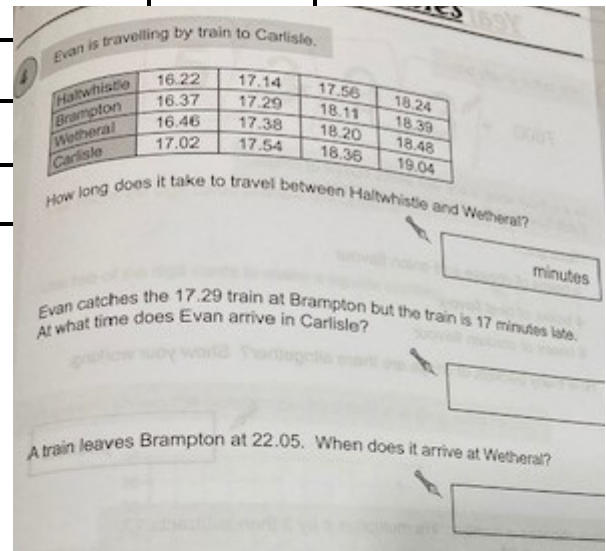 4
Evan is travelling by train to Carlisle.
Haltwhistle 16.22 17.14 17.56 18.24
Brampton 16.37 17.29 18.11 18.39
Wetheral 16.46 17.38 18.20 18.48
Carlisle 17.02 17.54 18.36 19.04
How long does it take to travel between Haltwhistle and Wetheral?
minutes
Evan catches the 17.29 train at Brampton but the train is 17 minutes late.
At what time does Evan arrive in Carlisle?
A train leaves Brampton at 22.05. When does it arrive at Wetheral?